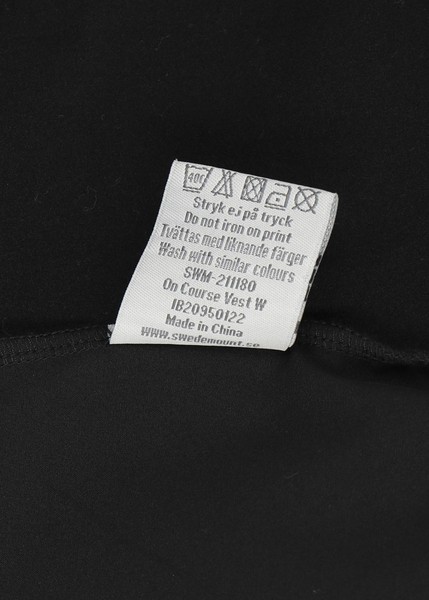 40C
Stryk ej på tryck
Do not iron on print
Tvättas med liknande färger
Wash with similar colours
SWM-211180
On Course Vest W
IB20950122
Made in China
www.swedemount.se